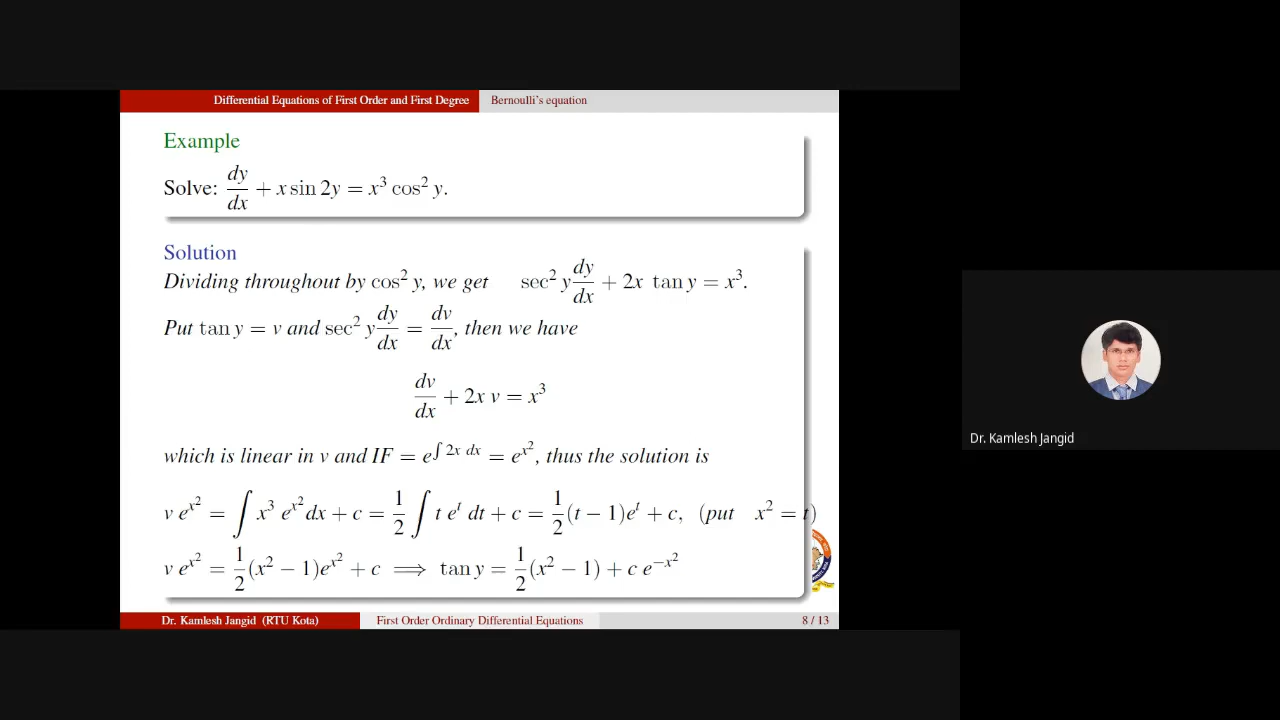 Differential Equations of First Order and First Degree Bernoulli's equation
Example
Solve: dy/dx + x sin 2y = x³ cos² y.
Solution
Dividing throughout by cos² y, we get sec² y dy/dx + 2x tan y = x³.
Put tan y = v and sec² y dy/dx = dv/dx, then we have
dv/dx + 2x v = x³
which is linear in v and IF = e^{∫ 2x dx} = e^{x²}, thus the solution is
v e^{x²} = ∫ x³ e^{x²} dx + c = 1/2 ∫ t e^t dt + c = 1/2 (t − 1)e^t + c, (put x² = t)
v e^{x²} = 1/2 (x² − 1)e^{x²} + c ⟹ tan y = 1/2 (x² − 1) + c e^{−x²}
Dr. Kamlesh Jangid (RTU Kota) First Order Ordinary Differential Equations 8 / 13
Dr. Kamlesh Jangid